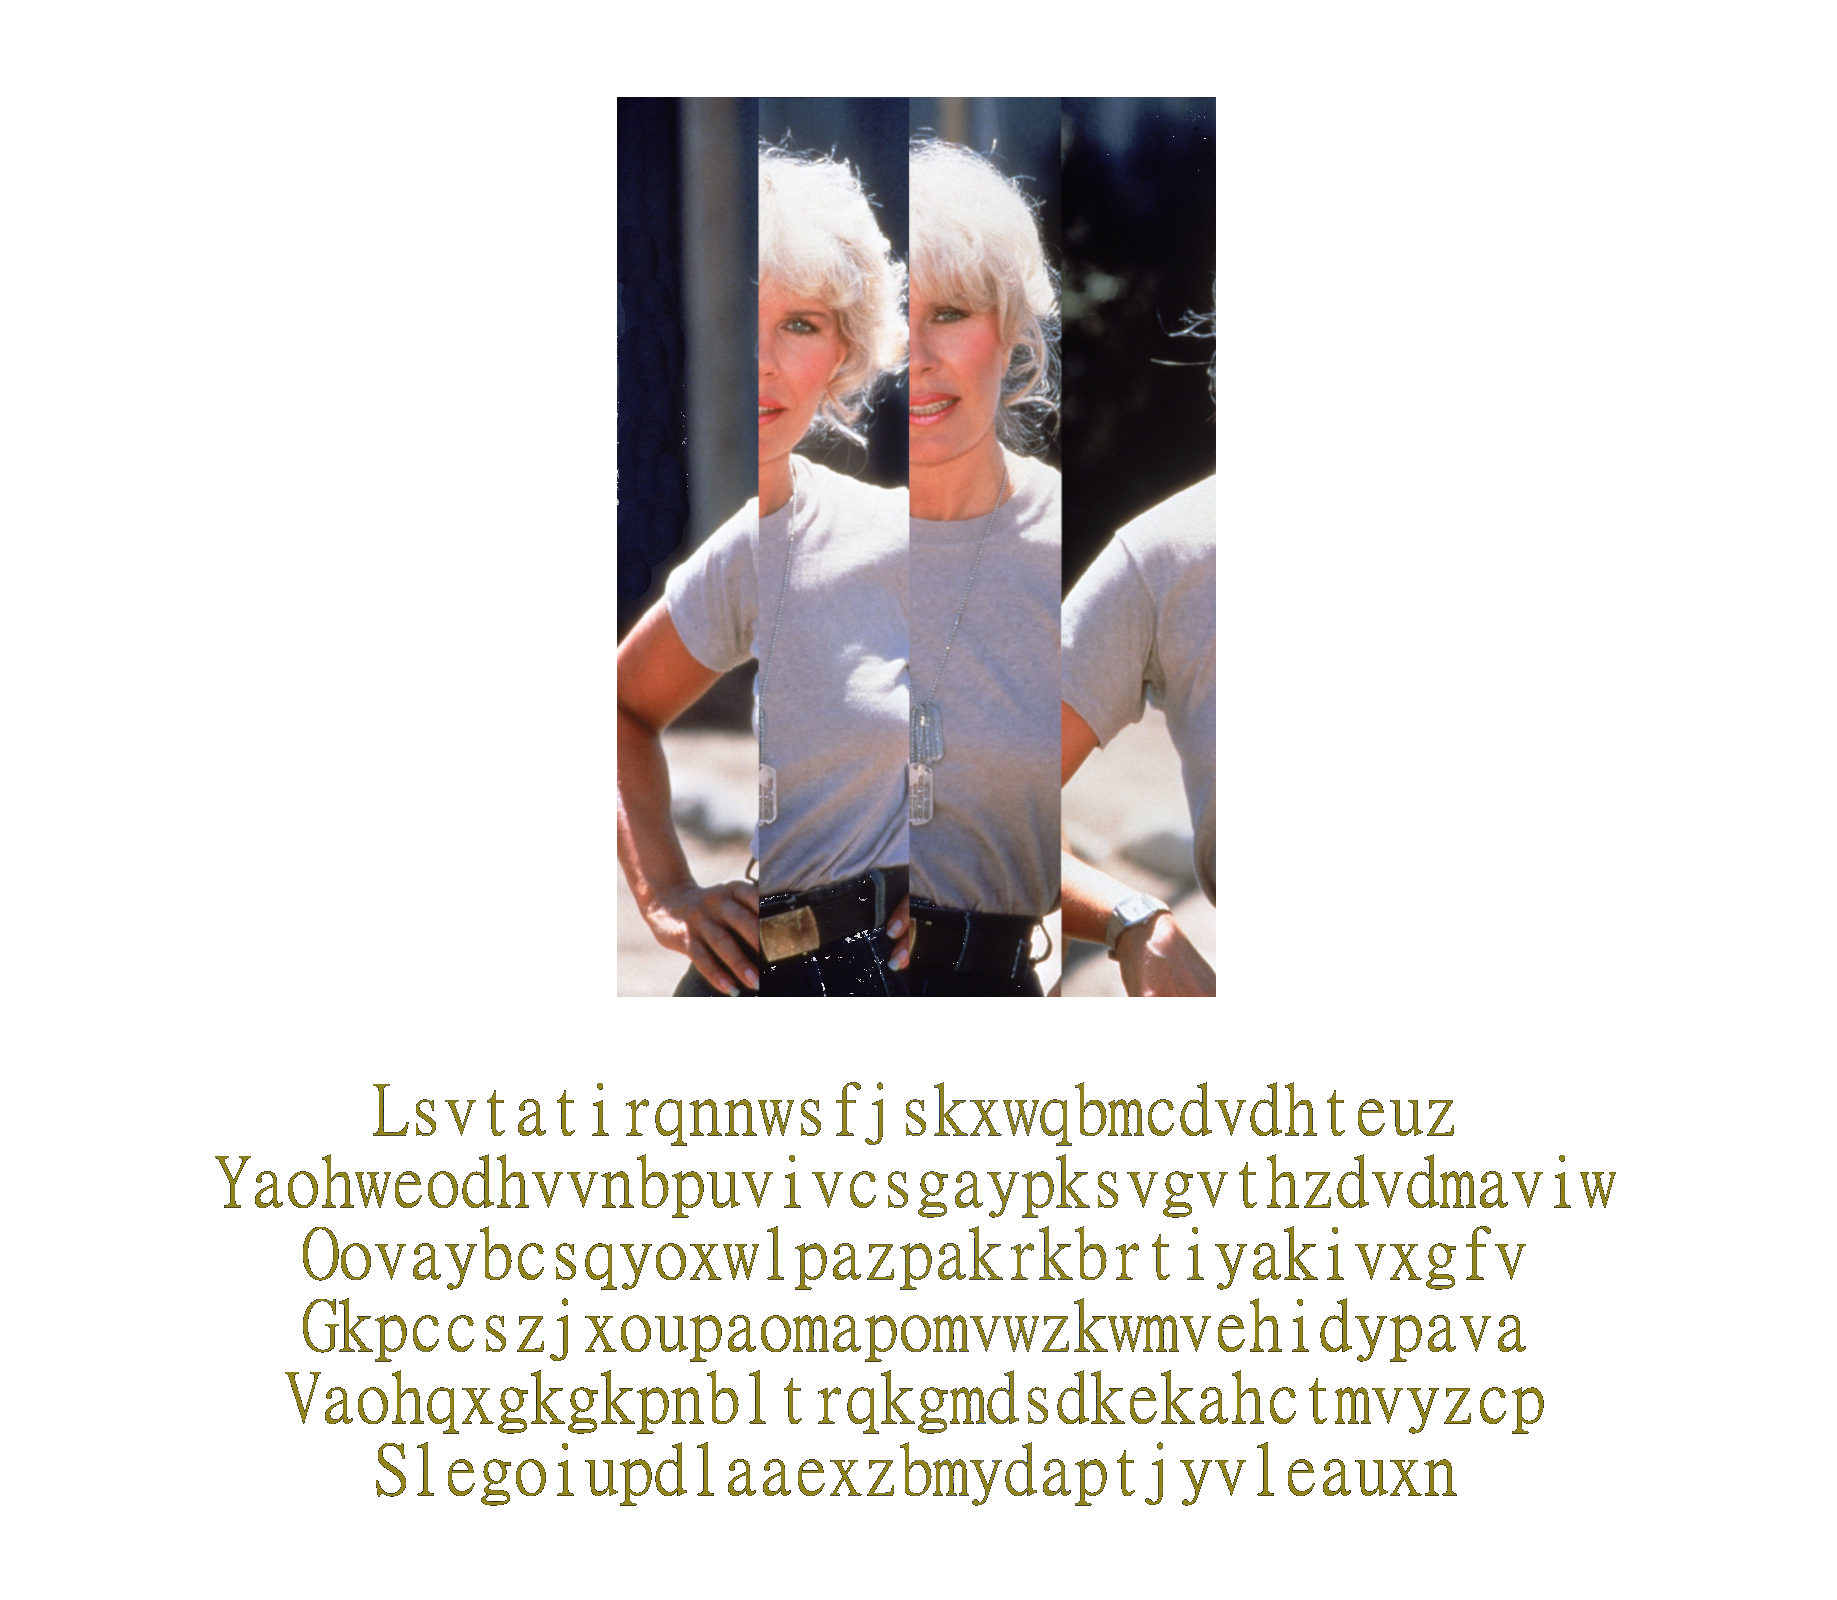 Lsvtatirqnnwsfjskxwqbmcdvdhteuz
Yaohweodhvvnbpuvivcsgaypksvgvthzdvdmaviw
Oovaybcsqyoxwlpazpakrkbrtiyakivxgfv
Gkpccszjxoupaomapomvwzkwmvehidypava
Vaohqxgkgkpnbltrqkgmdsdkekahctmvyzcp
Slegoiupdlaaexzbmydaptjyvleauxn